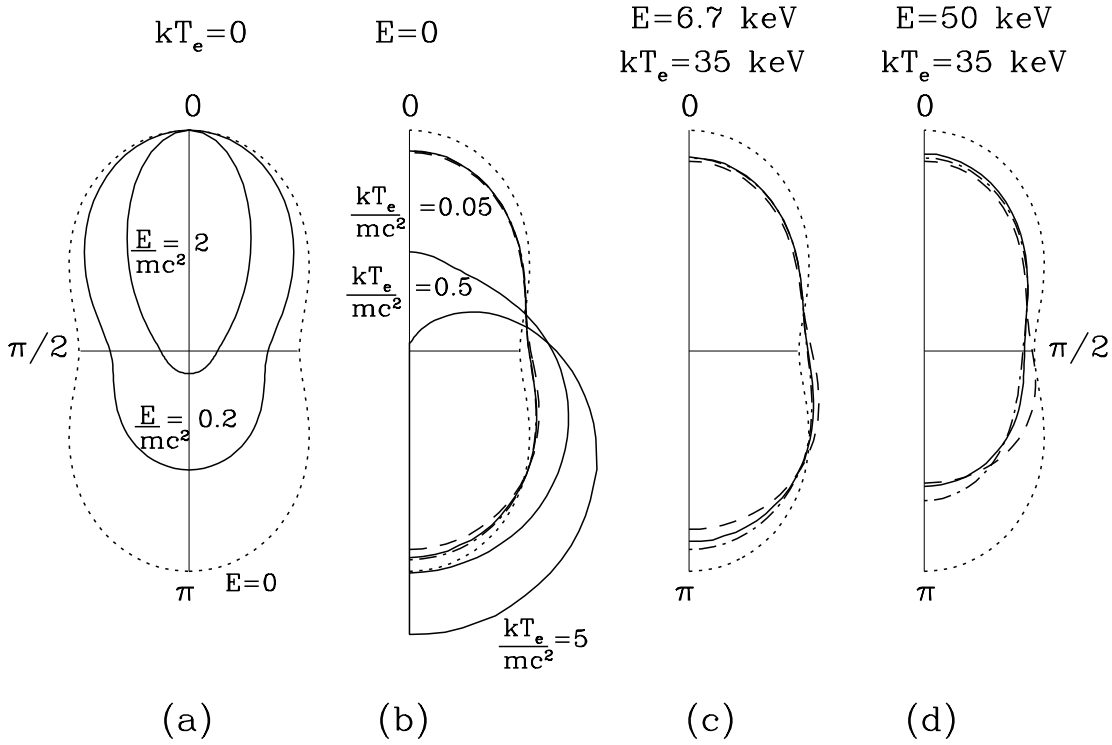 kTₑ=0
E=0
E=6.7 keV
kTₑ=35 keV
E=50 keV
kTₑ=35 keV
0
0
0
0
kTₑ/mc² =0.05
E/mc² = 2
kTₑ/mc² =0.5
π/2
π/2
E/mc² = 0.2
E=0
π
π
π
kTₑ/mc² =5
(a)
(b)
(c)
(d)